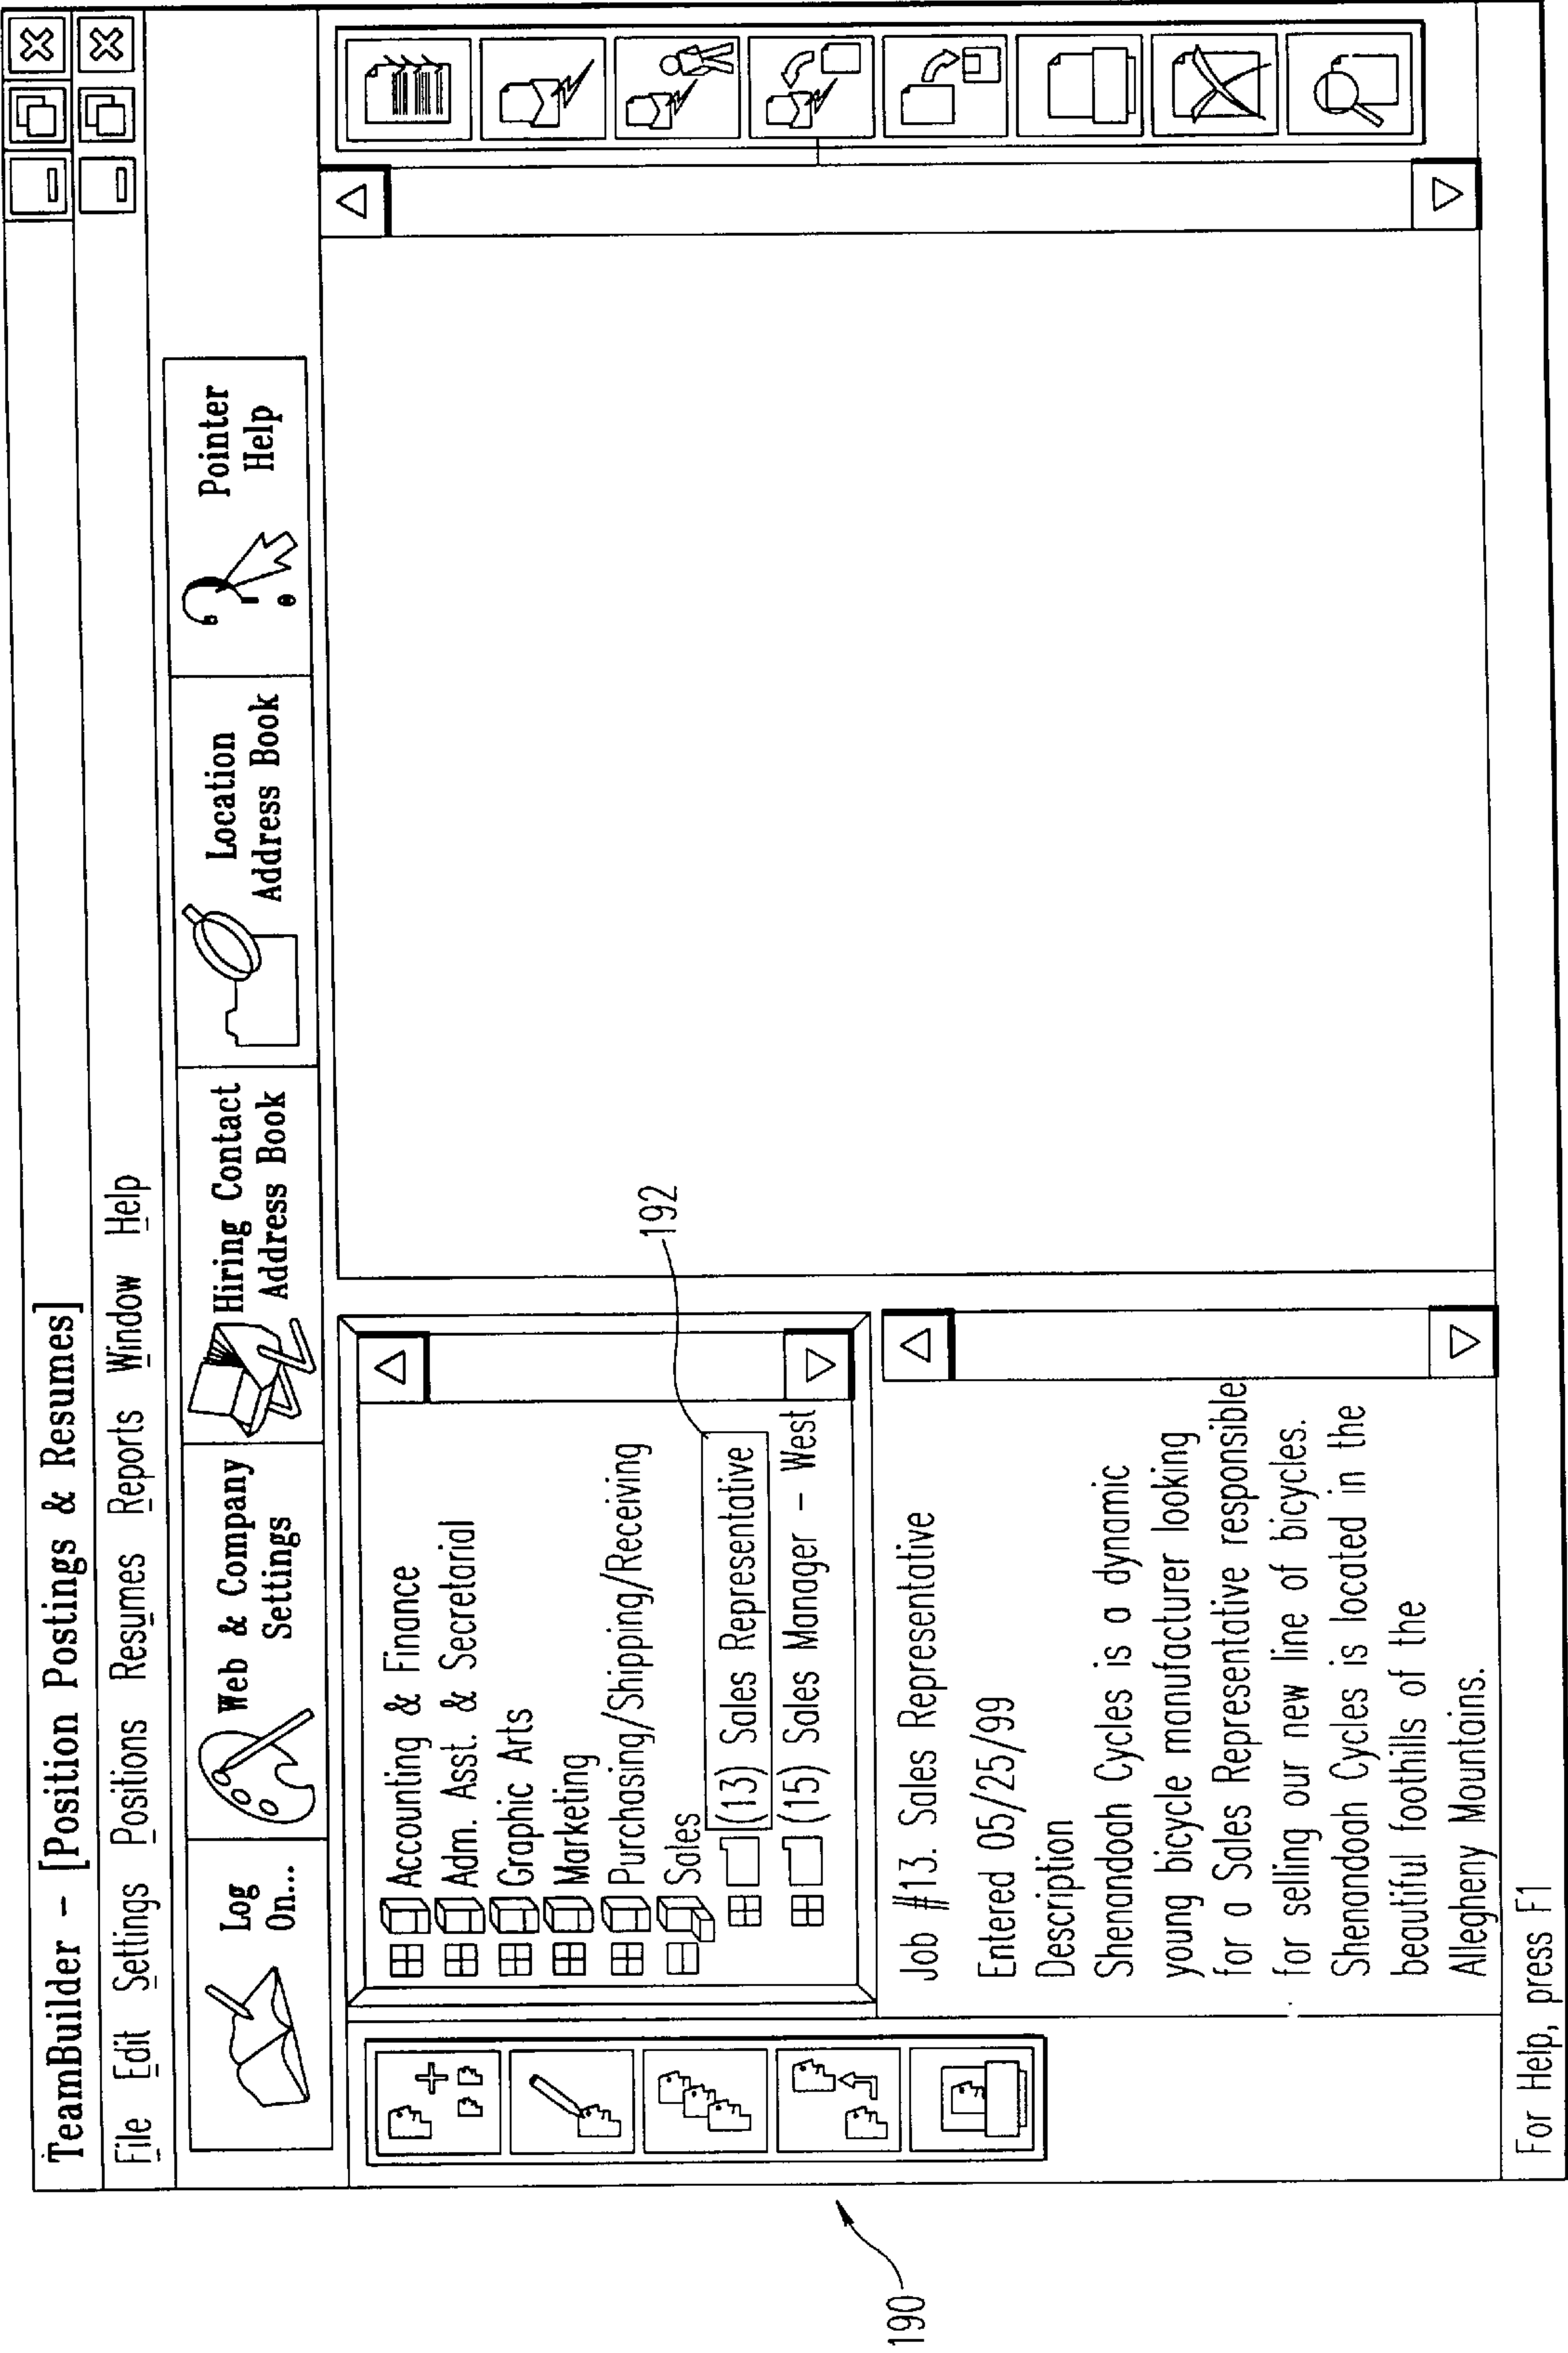 TeamBuilder – [Position Postings & Resumes]
File Edit Settings Positions Resumes Reports Window Help
Log
On...
Web & Company
Settings
Hiring Contact
Address Book
Location
Address Book
Pointer
Help
Accounting & Finance
Adm. Asst. & Secretarial
Graphic Arts
Marketing
Purchasing/Shipping/Receiving
Sales
(13) Sales Representative
(15) Sales Manager – West
192
Job #13. Sales Representative
Entered 05/25/99
Description
Shenandoah Cycles is a dynamic
young bicycle manufacturer looking
for a Sales Representative responsible
for selling our new line of bicycles.
Shenandoah Cycles is located in the
beautiful foothills of the
Allegheny Mountains.
For Help, press F1
190